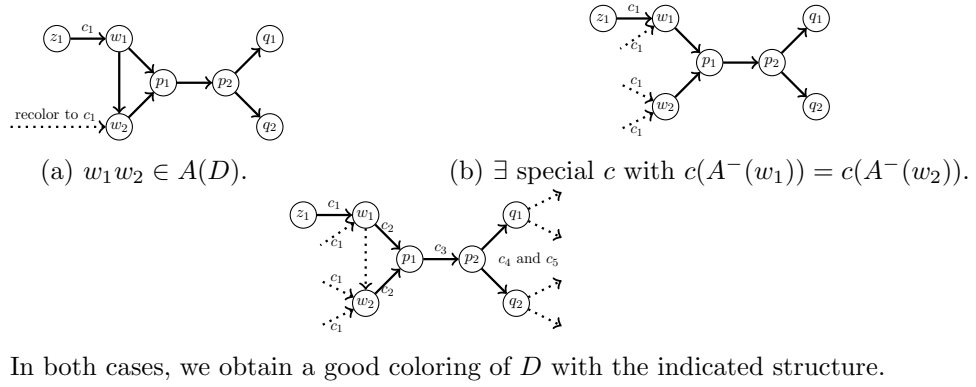 z₁ c₁ w₁ q₁
p₁ p₂
recolor to c₁ w₂ q₂
(a) w₁w₂ ∈ A(D).
z₁ c₁ w₁ q₁
c₁
p₁ p₂
c₁
w₂ q₂
c₁
(b) ∃ special c with c(A⁻(w₁)) = c(A⁻(w₂)).
z₁ c₁ w₁ q₁
c₁ c₂
p₁ c₃ p₂ c₄ and c₅
c₁ c₂
w₂ q₂
c₁
In both cases, we obtain a good coloring of D with the indicated structure.